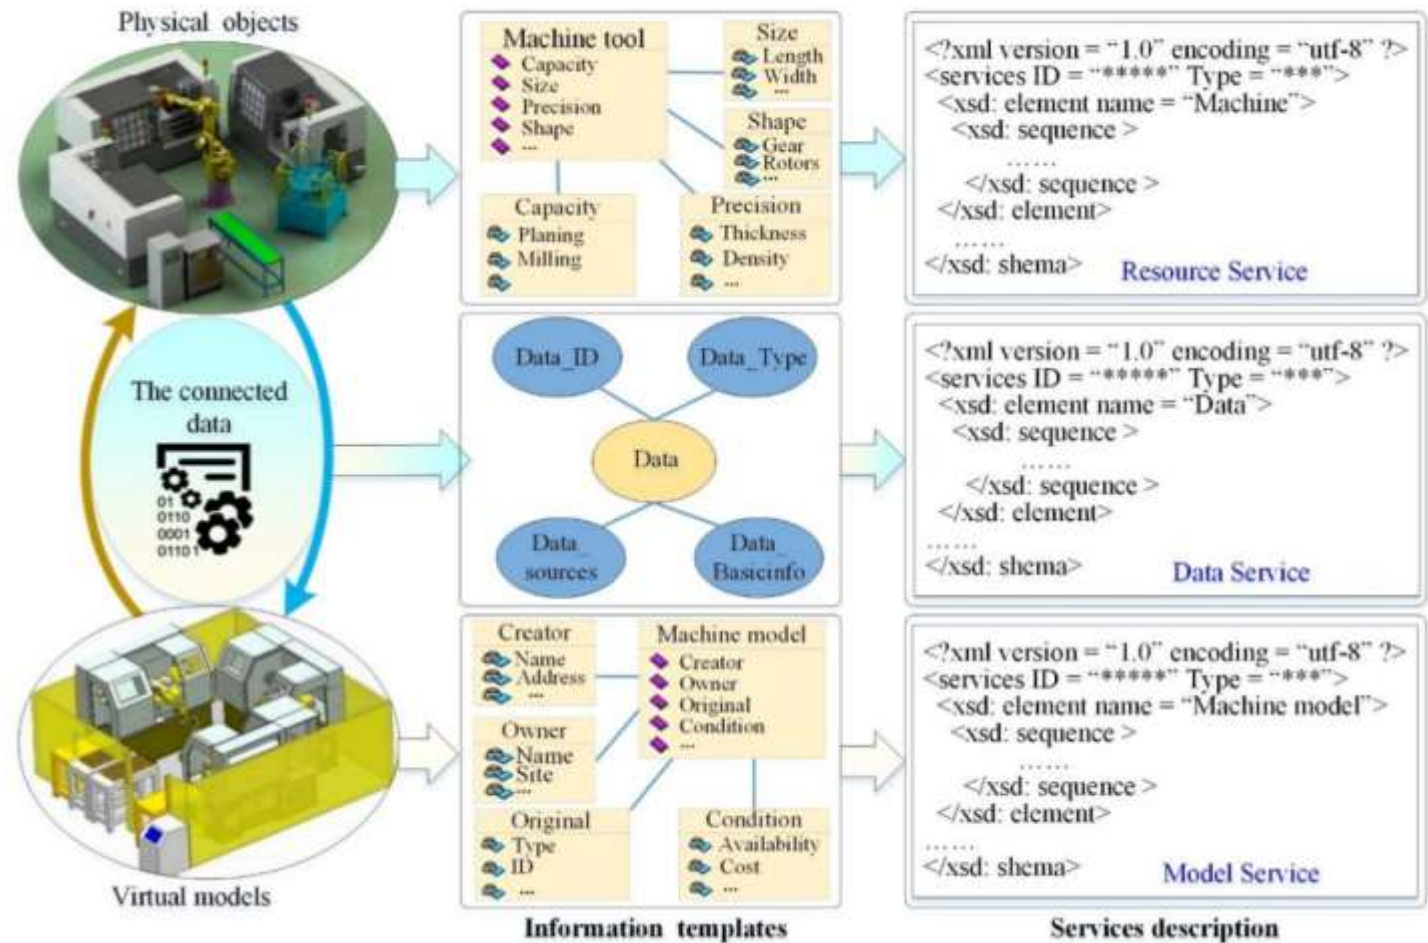 Physical objects
Machine tool
Capacity
Size
Precision
Shape
...
Size
Length
Width
...
Shape
Gear
Rotors
...
Capacity
Planing
Milling
Precision
Thickness
Density
...
<?xml version = “1.0” encoding = “utf-8” ?>
<services ID = “*****” Type = “***”>
<xsd: element name = “Machine”>
<xsd: sequence >
……
</xsd: sequence >
</xsd: element>
……
</xsd: shema>
Resource Service
The connected
data
01
0110
0001
01101
Data_ID
Data_Type
Data
Data_
sources
Data_
Basicinfo
<?xml version = “1.0” encoding = “utf-8” ?>
<services ID = “*****” Type = “***”>
<xsd: element name = “Data”>
<xsd: sequence >
……
</xsd: sequence >
</xsd: element>
……
</xsd: shema>
Data Service
Virtual models
Creator
Name
Address
...
Owner
Name
Site
...
Machine model
Creator
Owner
Original
Condition
...
Original
Type
ID
...
Condition
Availability
Cost
...
<?xml version = “1.0” encoding = “utf-8” ?>
<services ID = “*****” Type = “***”>
<xsd: element name = “Machine model”>
<xsd: sequence >
……
</xsd: sequence >
</xsd: element>
……
</xsd: shema>
Model Service
Information templates
Services description